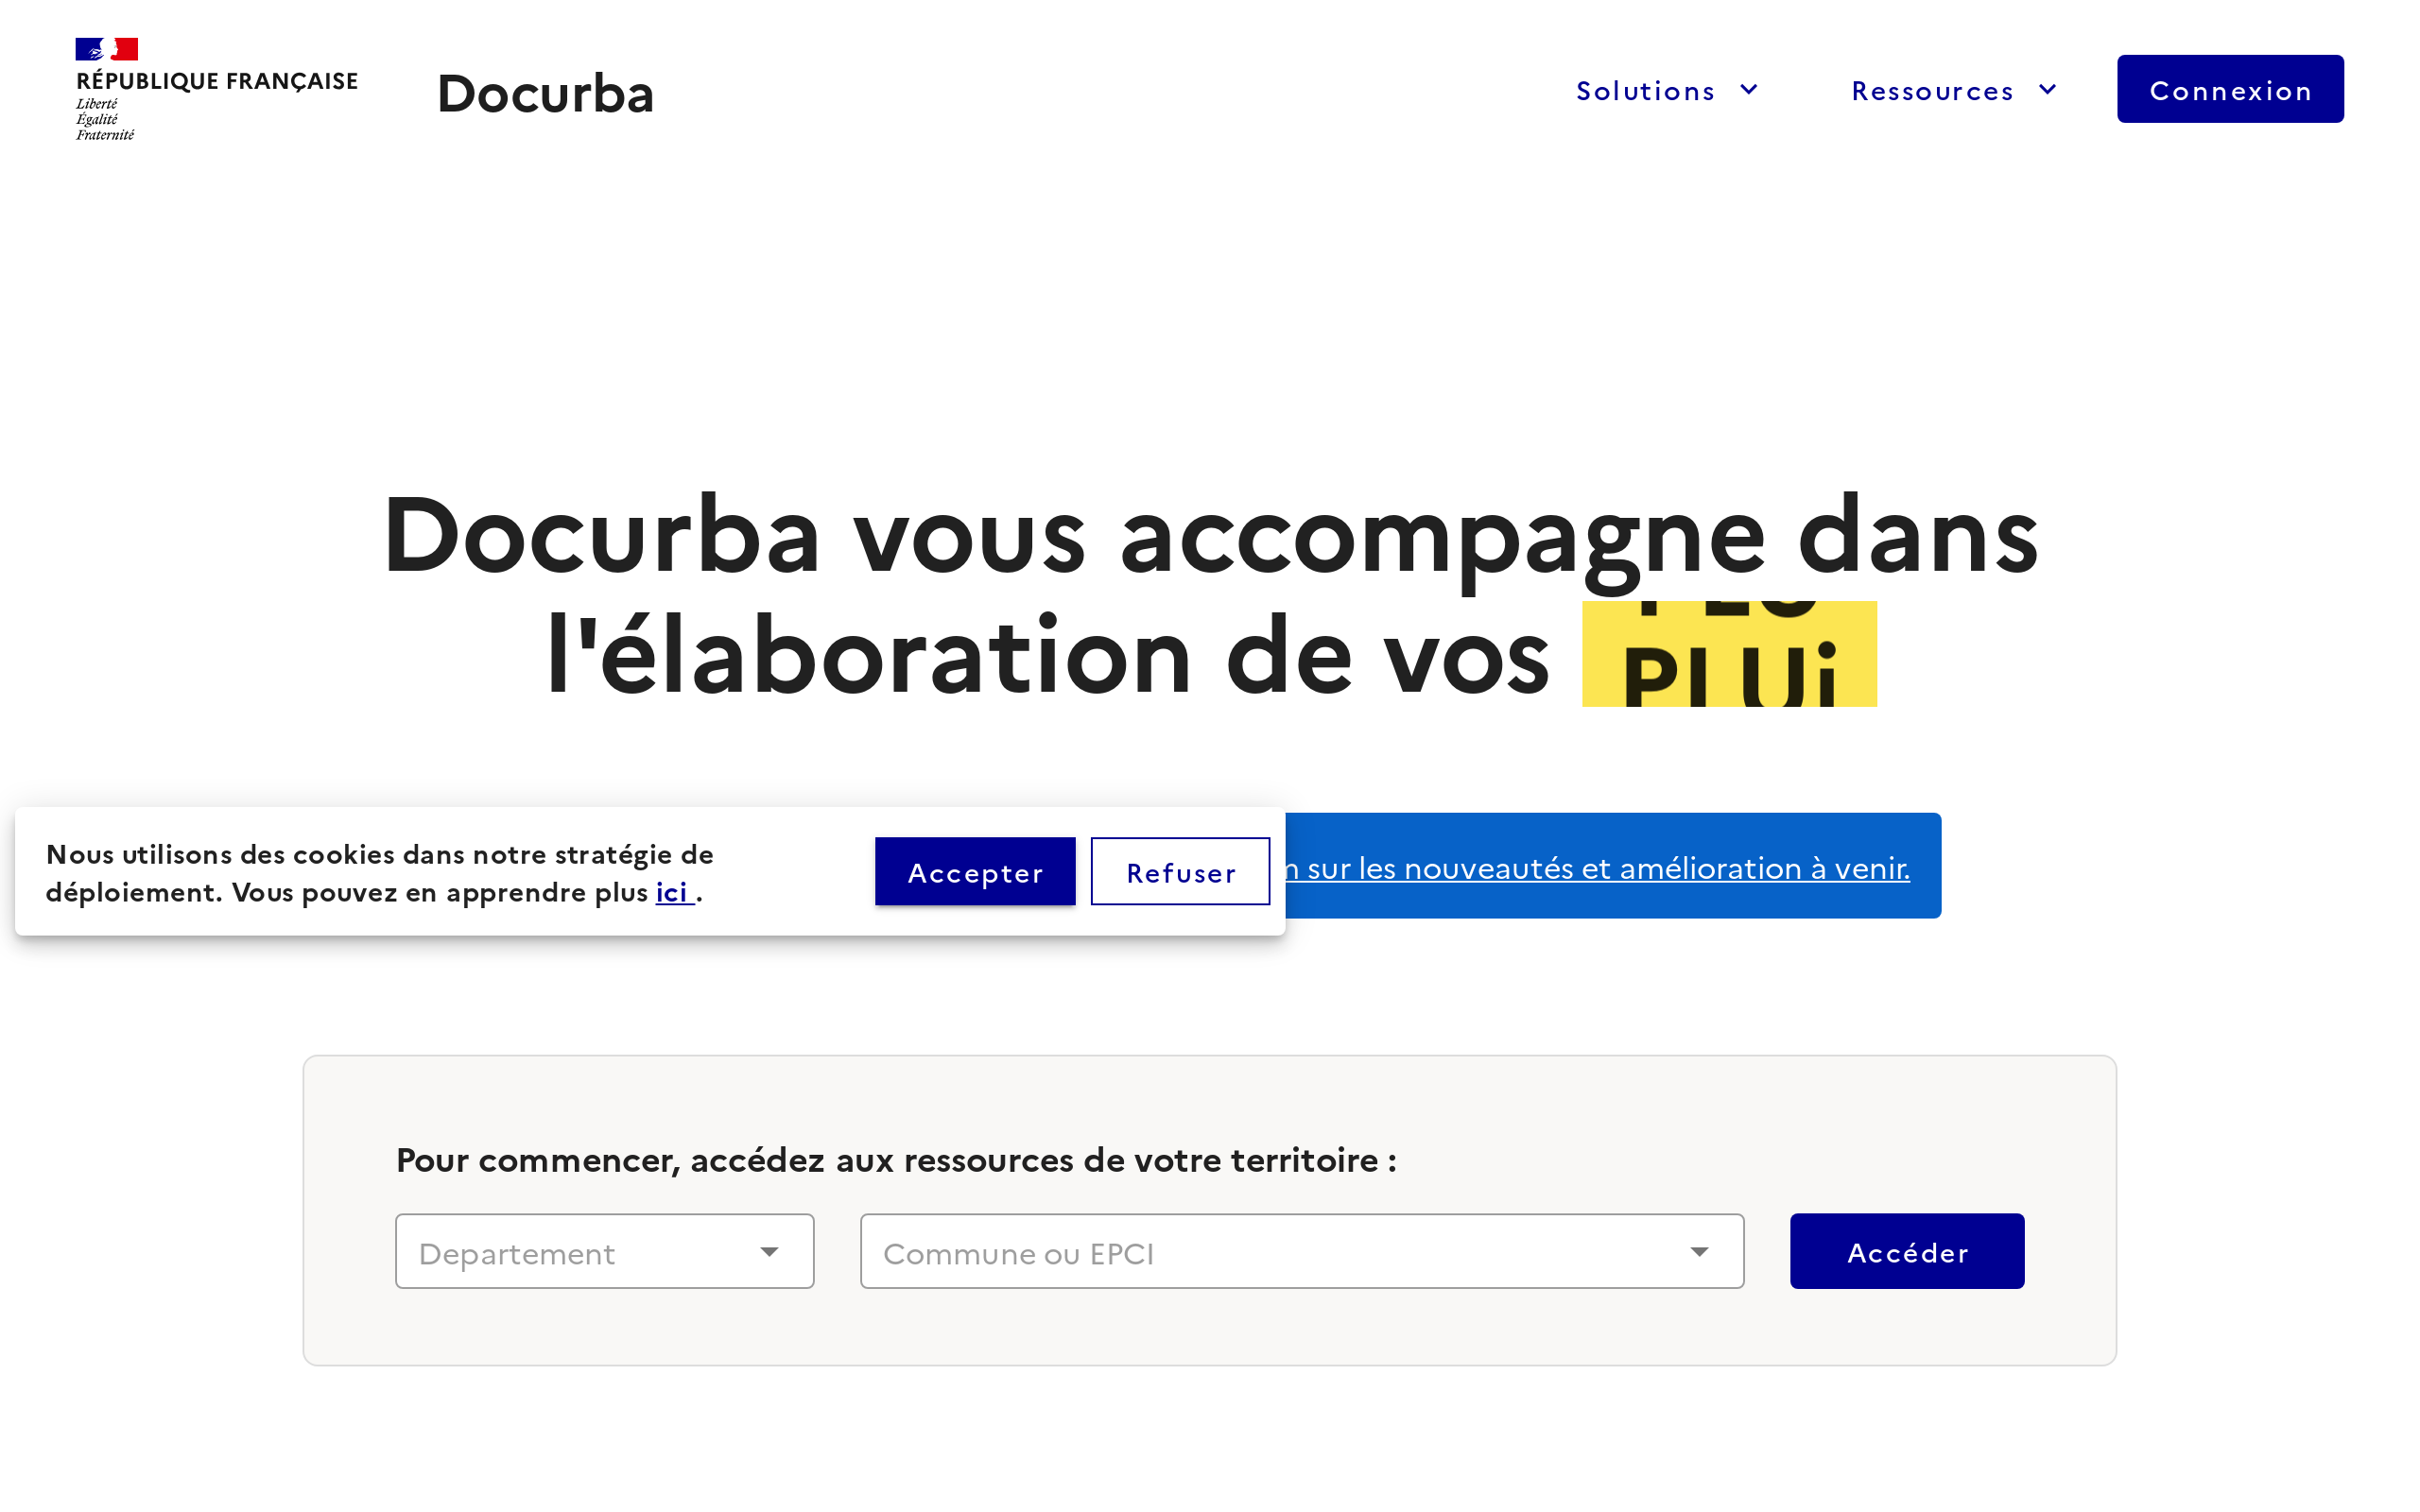 RÉPUBLIQUE FRANÇAISE
Liberté
Égalité
Fraternité
Docurba
Solutions
Ressources
Connexion
Docurba vous accompagne dans
l'élaboration de vos
PLUi
Nous utilisons des cookies dans notre stratégie de
déploiement. Vous pouvez en apprendre plus ici .
Accepter
Refuser
sur les nouveautés et amélioration à venir.
Pour commencer, accédez aux ressources de votre territoire :
Departement
Commune ou EPCI
Accéder